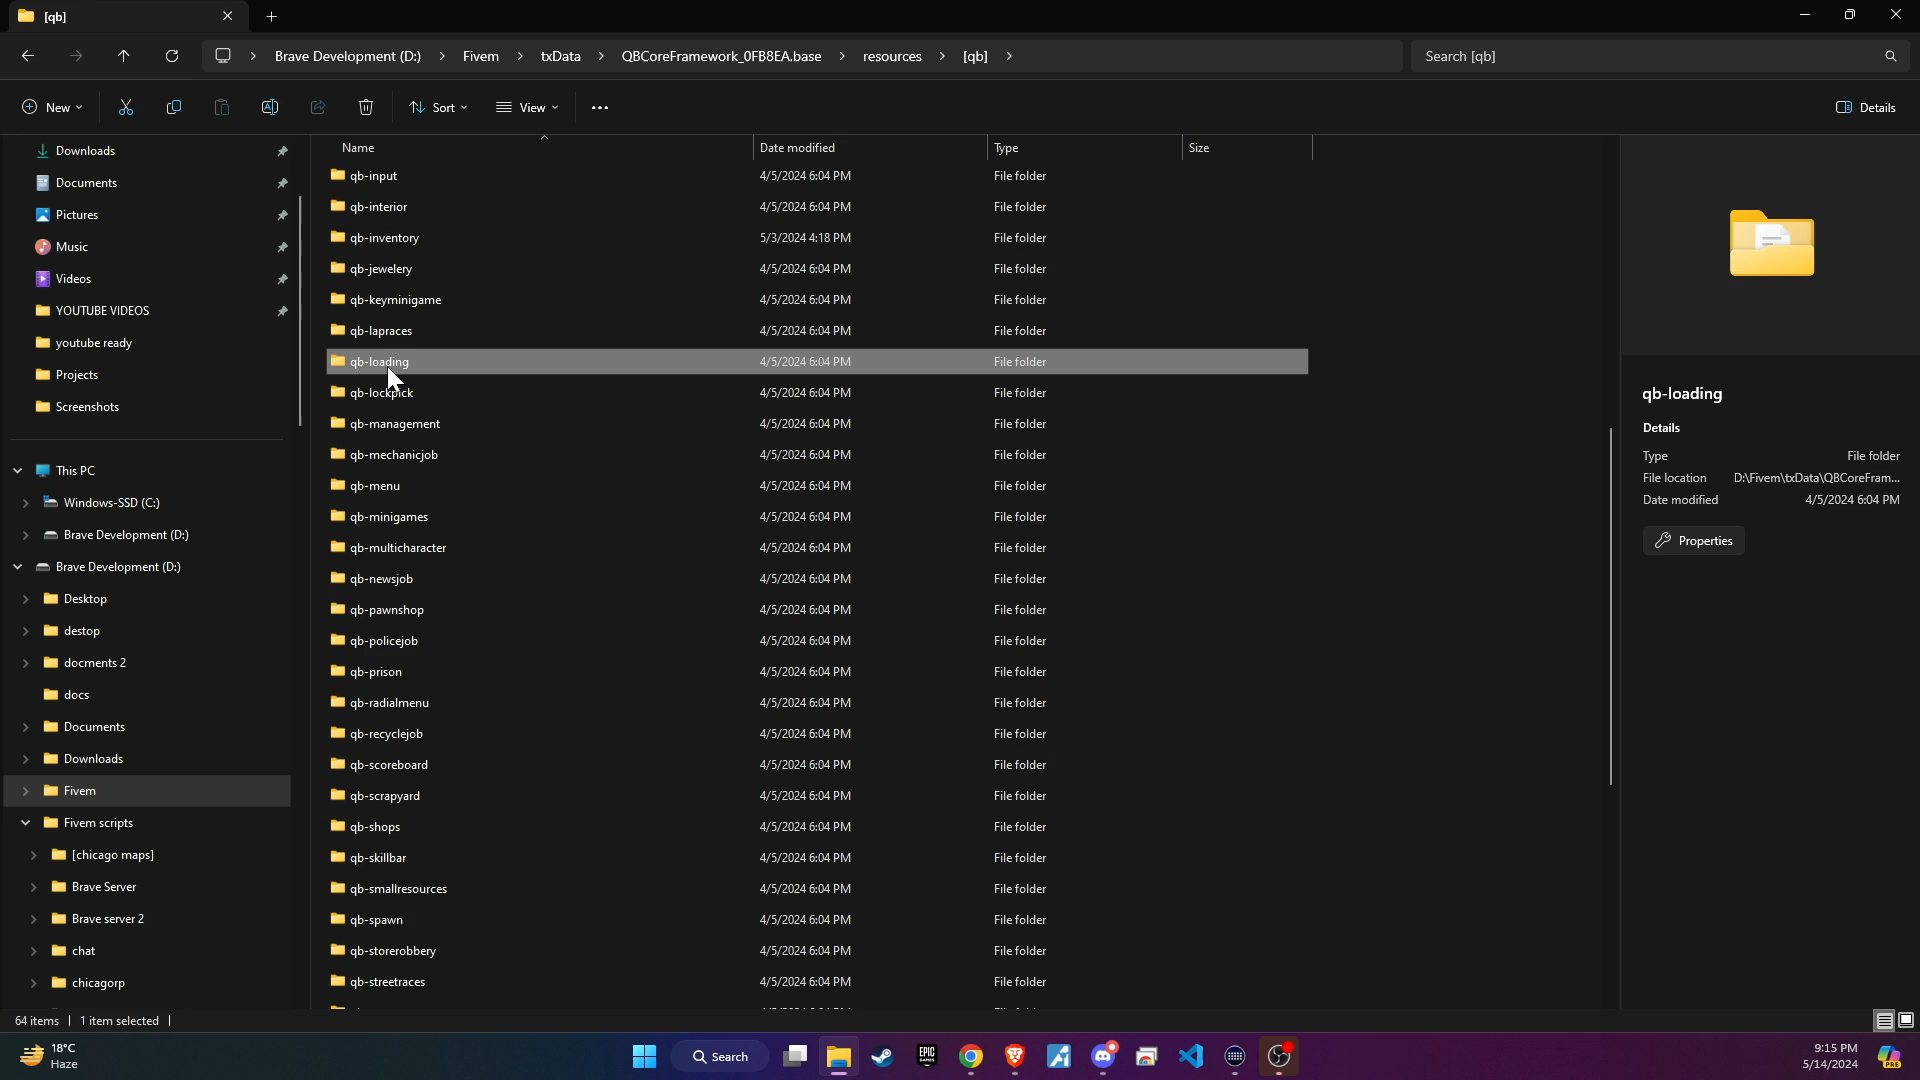 [qb]
Brave Development (D:) > Fivem > txData > QBCoreFramework_0FB8EA.base > resources > [qb] >
Search [qb]
New
Sort
View
Details
Name
Date modified
Type
Size
Downloads
Documents
Pictures
Music
Videos
YOUTUBE VIDEOS
youtube ready
Projects
Screenshots
This PC
Windows-SSD (C:)
Brave Development (D:)
Brave Development (D:)
Desktop
destop
docments 2
docs
Documents
Downloads
Fivem
Fivem scripts
[chicago maps]
Brave Server
Brave server 2
chat
chicagorp
qb-input 4/5/2024 6:04 PM File folder
qb-interior 4/5/2024 6:04 PM File folder
qb-inventory 5/3/2024 4:18 PM File folder
qb-jewelery 4/5/2024 6:04 PM File folder
qb-keyminigame 4/5/2024 6:04 PM File folder
qb-lapraces 4/5/2024 6:04 PM File folder
qb-loading 4/5/2024 6:04 PM File folder
qb-lockpick 4/5/2024 6:04 PM File folder
qb-management 4/5/2024 6:04 PM File folder
qb-mechanicjob 4/5/2024 6:04 PM File folder
qb-menu 4/5/2024 6:04 PM File folder
qb-minigames 4/5/2024 6:04 PM File folder
qb-multicharacter 4/5/2024 6:04 PM File folder
qb-newsjob 4/5/2024 6:04 PM File folder
qb-pawnshop 4/5/2024 6:04 PM File folder
qb-policejob 4/5/2024 6:04 PM File folder
qb-prison 4/5/2024 6:04 PM File folder
qb-radialmenu 4/5/2024 6:04 PM File folder
qb-recyclejob 4/5/2024 6:04 PM File folder
qb-scoreboard 4/5/2024 6:04 PM File folder
qb-scrapyard 4/5/2024 6:04 PM File folder
qb-shops 4/5/2024 6:04 PM File folder
qb-skillbar 4/5/2024 6:04 PM File folder
qb-smallresources 4/5/2024 6:04 PM File folder
qb-spawn 4/5/2024 6:04 PM File folder
qb-storerobbery 4/5/2024 6:04 PM File folder
qb-streetraces 4/5/2024 6:04 PM File folder
qb-loading
Details
Type File folder
File location D:\Fivem\txData\QBCoreFram...
Date modified 4/5/2024 6:04 PM
Properties
64 items
1 item selected
18°C
Haze
Search
EPIC GAMES
PRE
9:15 PM
5/14/2024